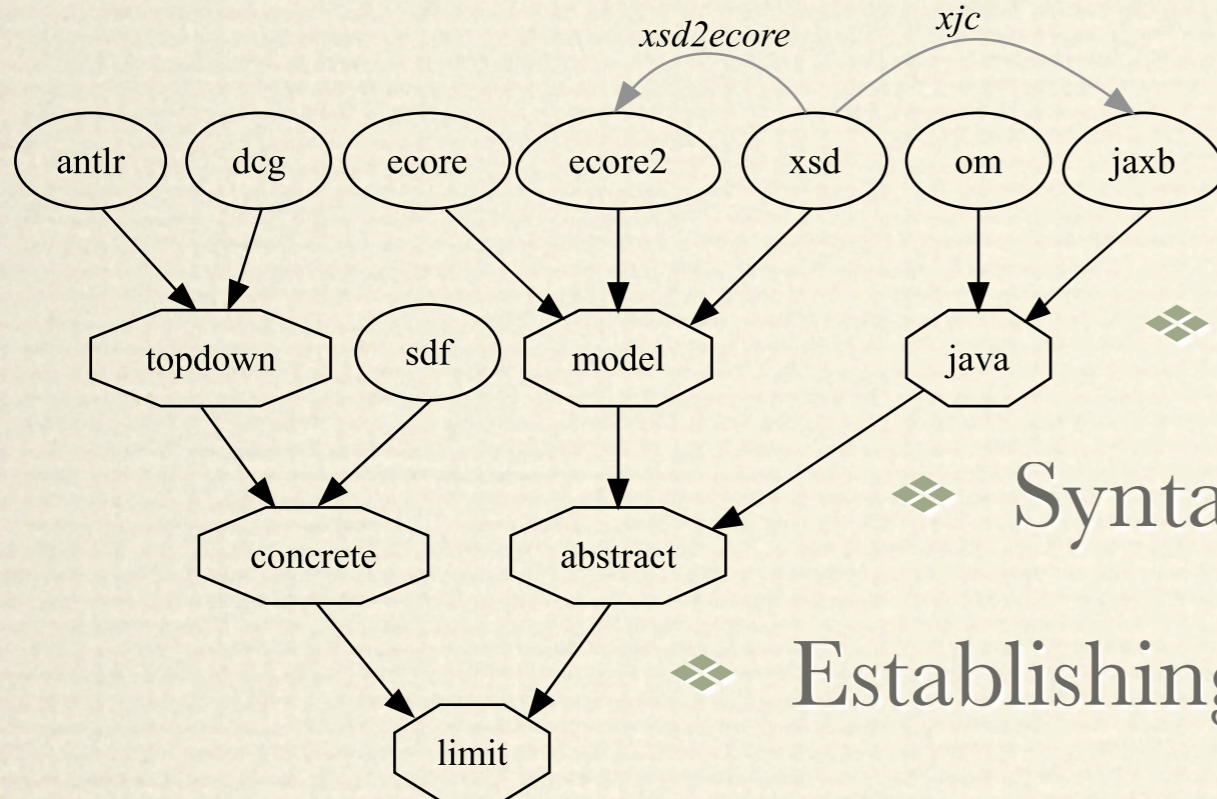 xsd2ecore xjc
antlr dcg ecore ecore2 xsd om jaxb
topdown sdf model java
concrete abstract
limit
Synta
Establishing